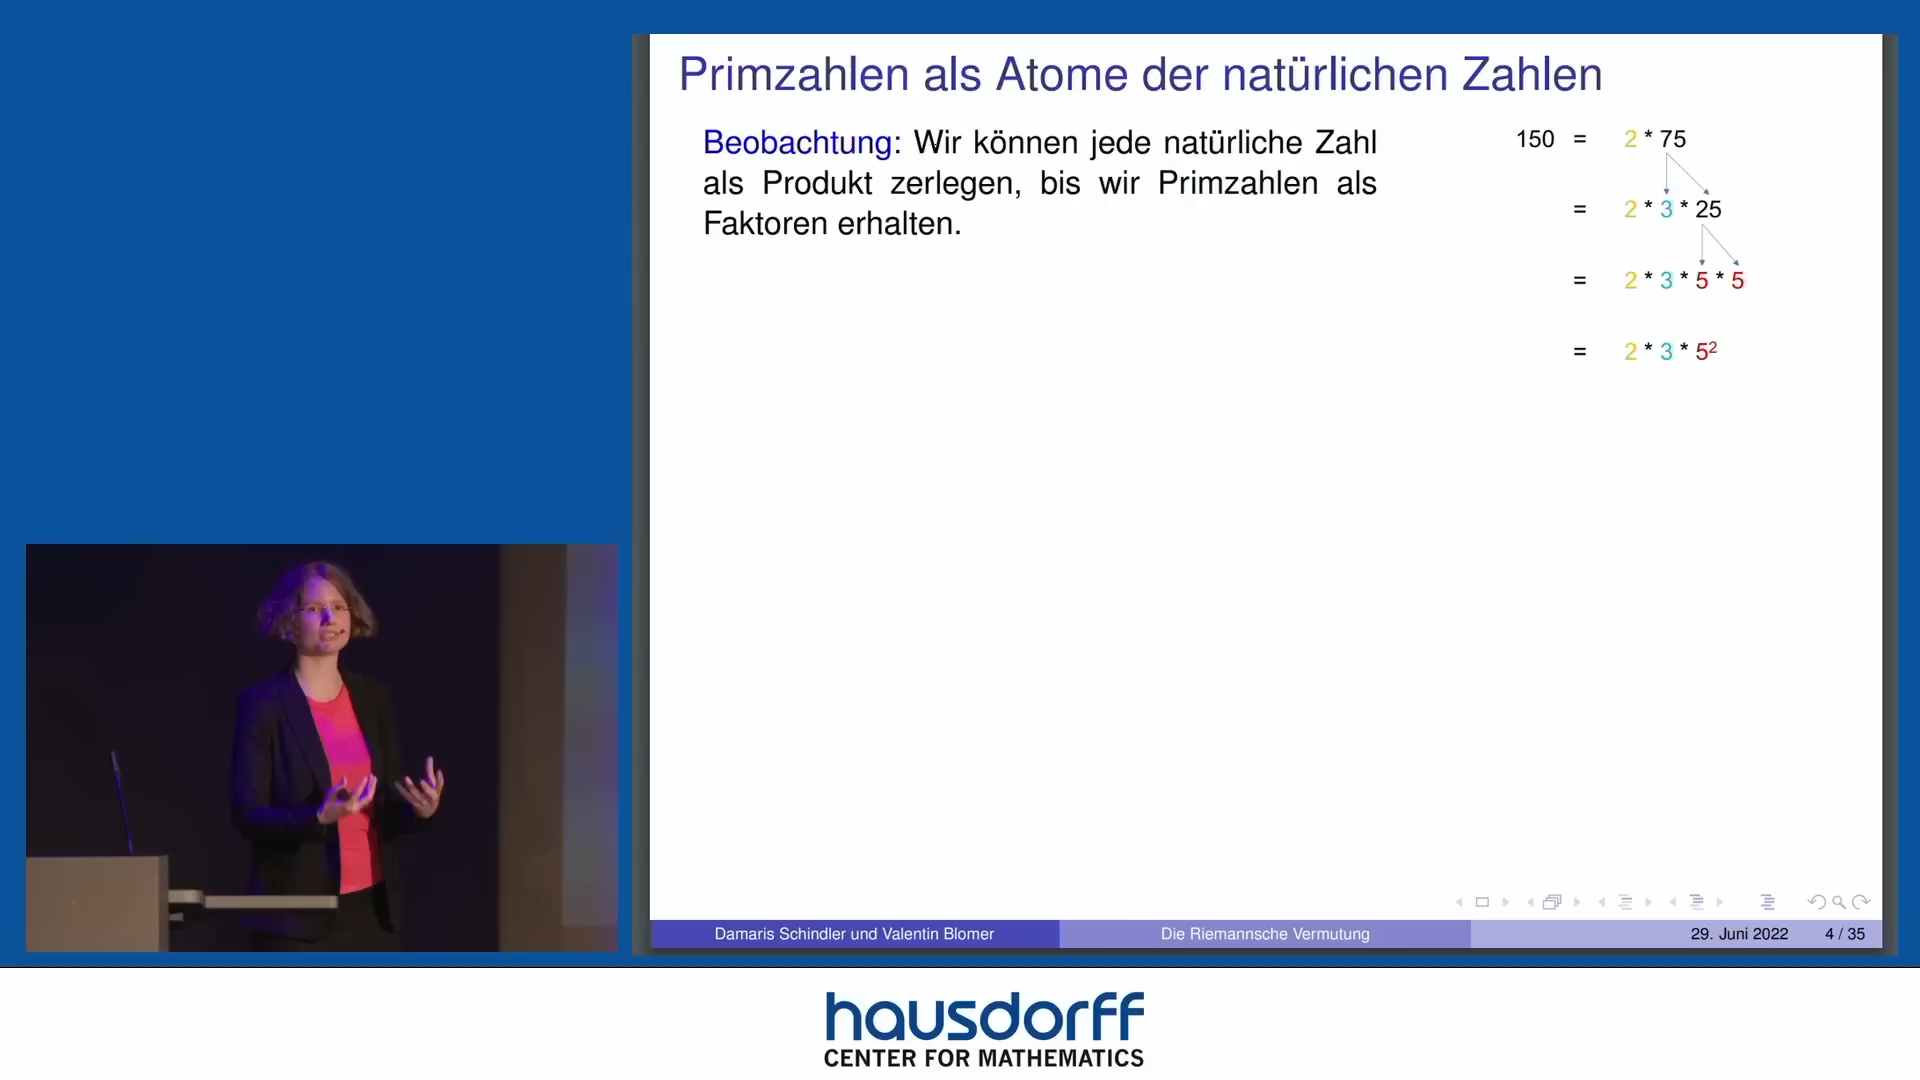 Primzahlen als Atome der natürlichen Zahlen
Beobachtung: Wir können jede natürliche Zahl
als Produkt zerlegen, bis wir Primzahlen als
Faktoren erhalten.
150 = 2 * 75
= 2 * 3 * 25
= 2 * 3 * 5 * 5
= 2 * 3 * 5²
Damaris Schindler und Valentin Blomer Die Riemannsche Vermutung 29. Juni 2022 4 / 35
hausdorff
CENTER FOR MATHEMATICS